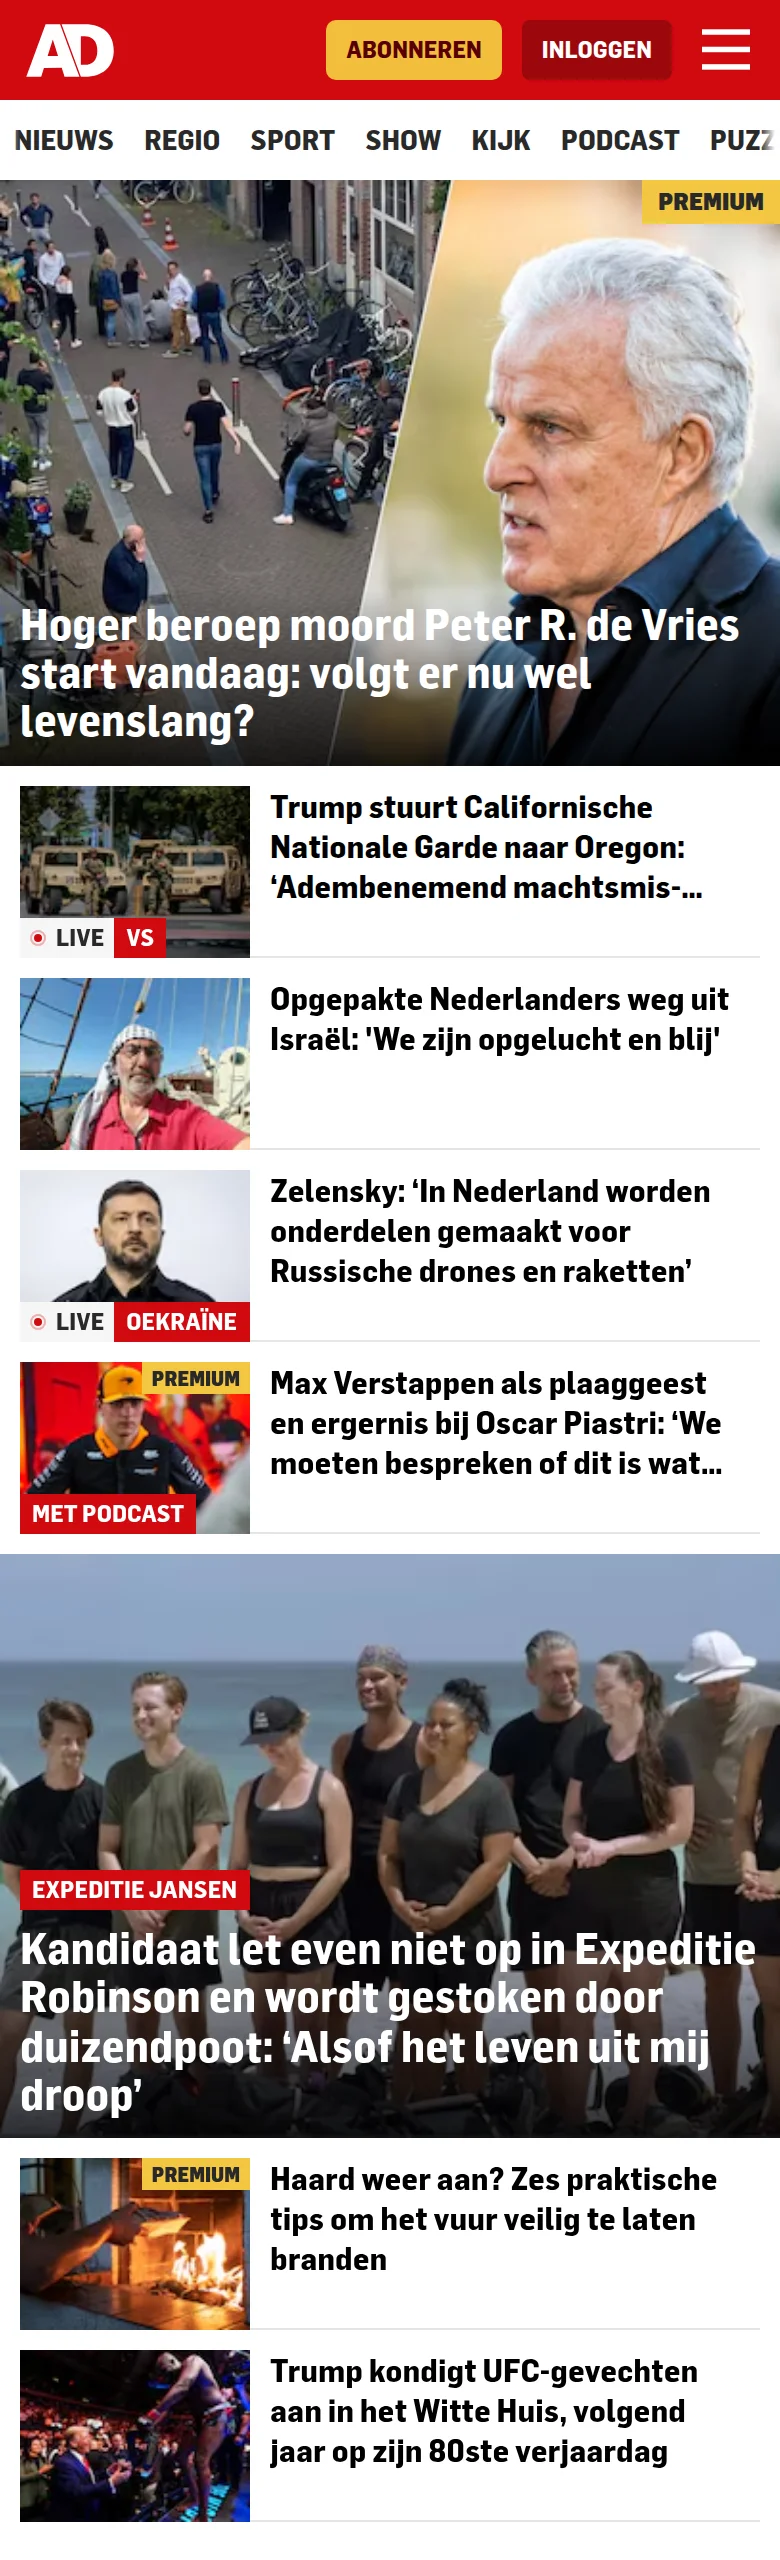 AD
ABONNEREN
INLOGGEN
NIEUWS REGIO SPORT SHOW KIJK PODCAST PUZZ
PREMIUM
Hoger beroep moord Peter R. de Vries
start vandaag: volgt er nu wel
levenslang?
Trump stuurt Californische
Nationale Garde naar Oregon:
‘Adembenemend machtsmis-...
LIVE VS
Opgepakte Nederlanders weg uit
Israël: 'We zijn opgelucht en blij'
Zelensky: ‘In Nederland worden
onderdelen gemaakt voor
Russische drones en raketten’
LIVE OEKRAÏNE
PREMIUM
Max Verstappen als plaaggeest
en ergernis bij Oscar Piastri: ‘We
moeten bespreken of dit is wat...
MET PODCAST
EXPEDITIE JANSEN
Kandidaat let even niet op in Expeditie
Robinson en wordt gestoken door
duizendpoot: ‘Alsof het leven uit mij
droop’
PREMIUM
Haard weer aan? Zes praktische
tips om het vuur veilig te laten
branden
Trump kondigt UFC-gevechten
aan in het Witte Huis, volgend
jaar op zijn 80ste verjaardag